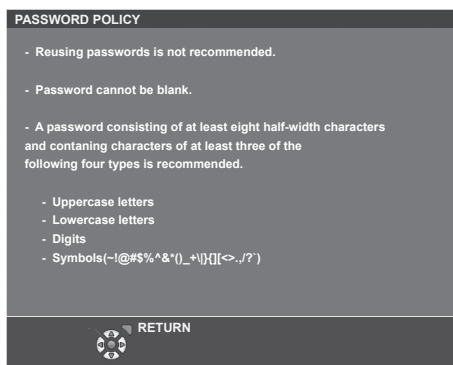 PASSWORD POLICY
- Reusing passwords is not recommended.
- Password cannot be blank.
- A password consisting of at least eight half-width characters
and contaning characters of at least three of the
following four types is recommended.
- Uppercase letters
- Lowercase letters
- Digits
- Symbols(~!@#$%^&*()_+\|}{][<>.,/?`)
RETURN